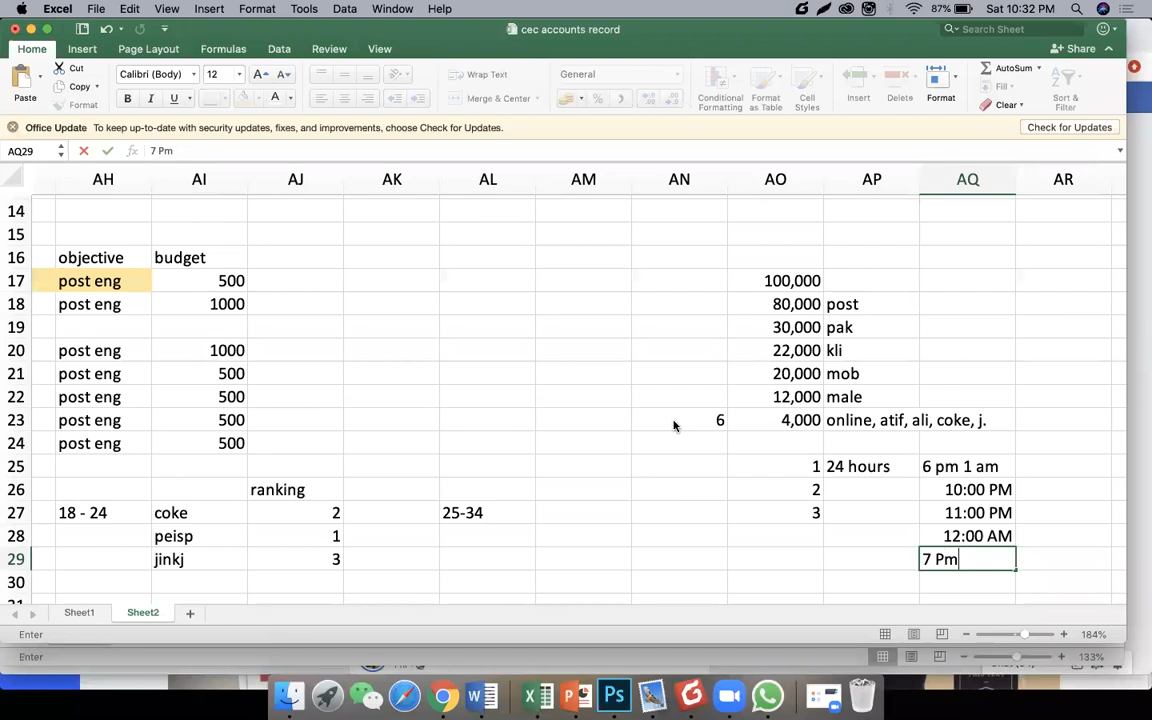 Excel File Edit View Insert Format Tools Data Window Help 87% Sat 10:32 PM
cec accounts record Search Sheet
Home Insert Page Layout Formulas Data Review View Share
Paste Cut Copy Format Calibri (Body) 12 Wrap Text Merge & Center General Conditional Formatting Format as Table Cell Styles Insert Delete Format AutoSum Fill Clear Sort & Filter
Office Update To keep up-to-date with security updates, fixes, and improvements, choose Check for Updates. Check for Updates
AQ29 fx 7 Pm
AH AI AJ AK AL AM AN AO AP AQ AR
14
15
16 objective budget
17 post eng 500 100,000
18 post eng 1000 80,000 post
19 30,000 pak
20 post eng 1000 22,000 kli
21 post eng 500 20,000 mob
22 post eng 500 12,000 male
23 post eng 500 6 4,000 online, atif, ali, coke, j.
24 post eng 500
25 1 24 hours 6 pm 1 am
26 ranking 2 10:00 PM
27 18 - 24 coke 2 25-34 3 11:00 PM
28 peisp 1 12:00 AM
29 jinkj 3 7 Pm
30
Sheet1 Sheet2
Enter 184%
Enter 133%